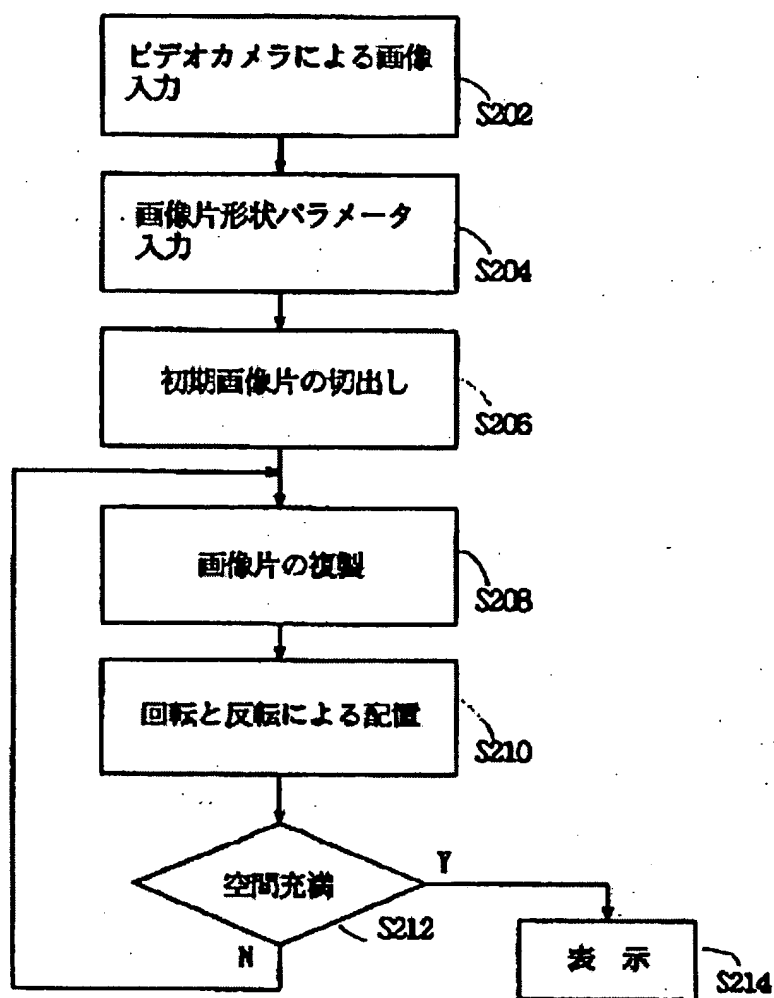 ビデオカメラによる画像
入力
S202
画像片形状パラメータ
入力
S204
初期画像片の切出し
S206
画像片の複製
S208
回転と反転による配置
S210
空間充満
Y
S212
N
表 示
S214